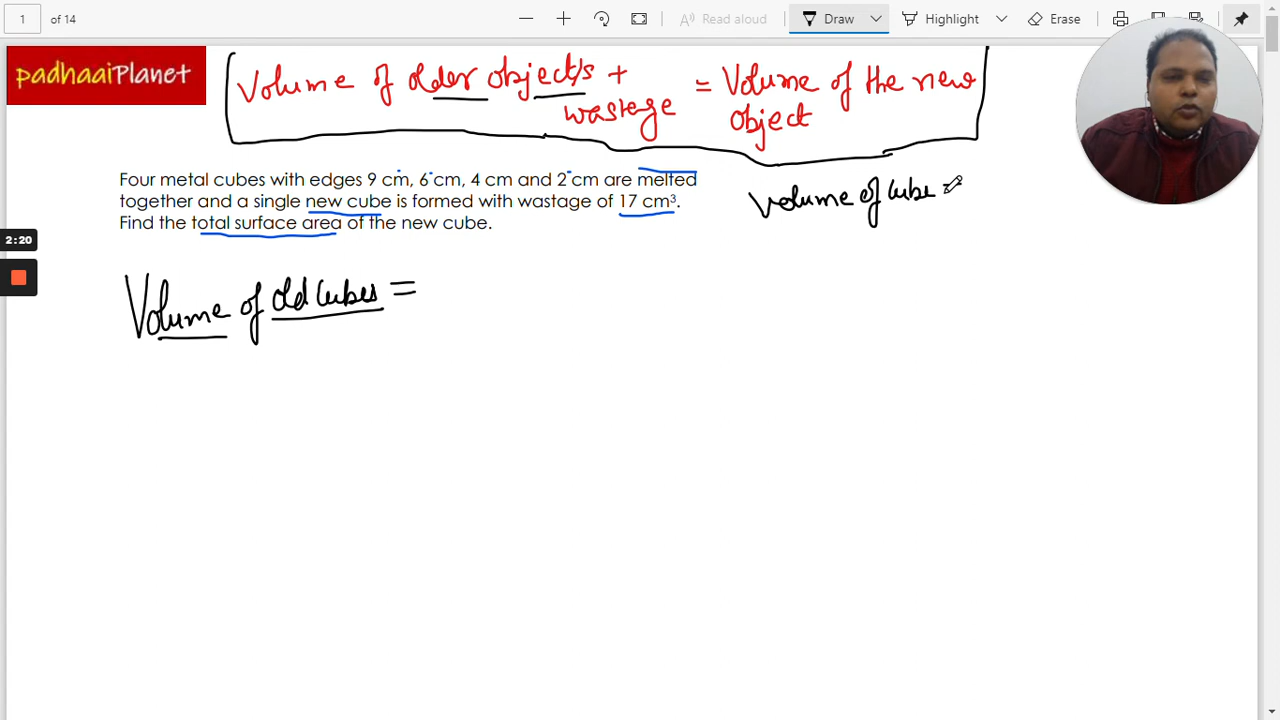 1 of 14 Read aloud Draw Highlight Erase
padhaaiPlanet
Volume of older object/s + = Volume of the new
wastage object
Four metal cubes with edges 9 cm, 6 cm, 4 cm and 2 cm are melted
together and a single new cube is formed with wastage of 17 cm³.
Find the total surface area of the new cube.
Volume of cube =
2:20
Volume of old cubes =